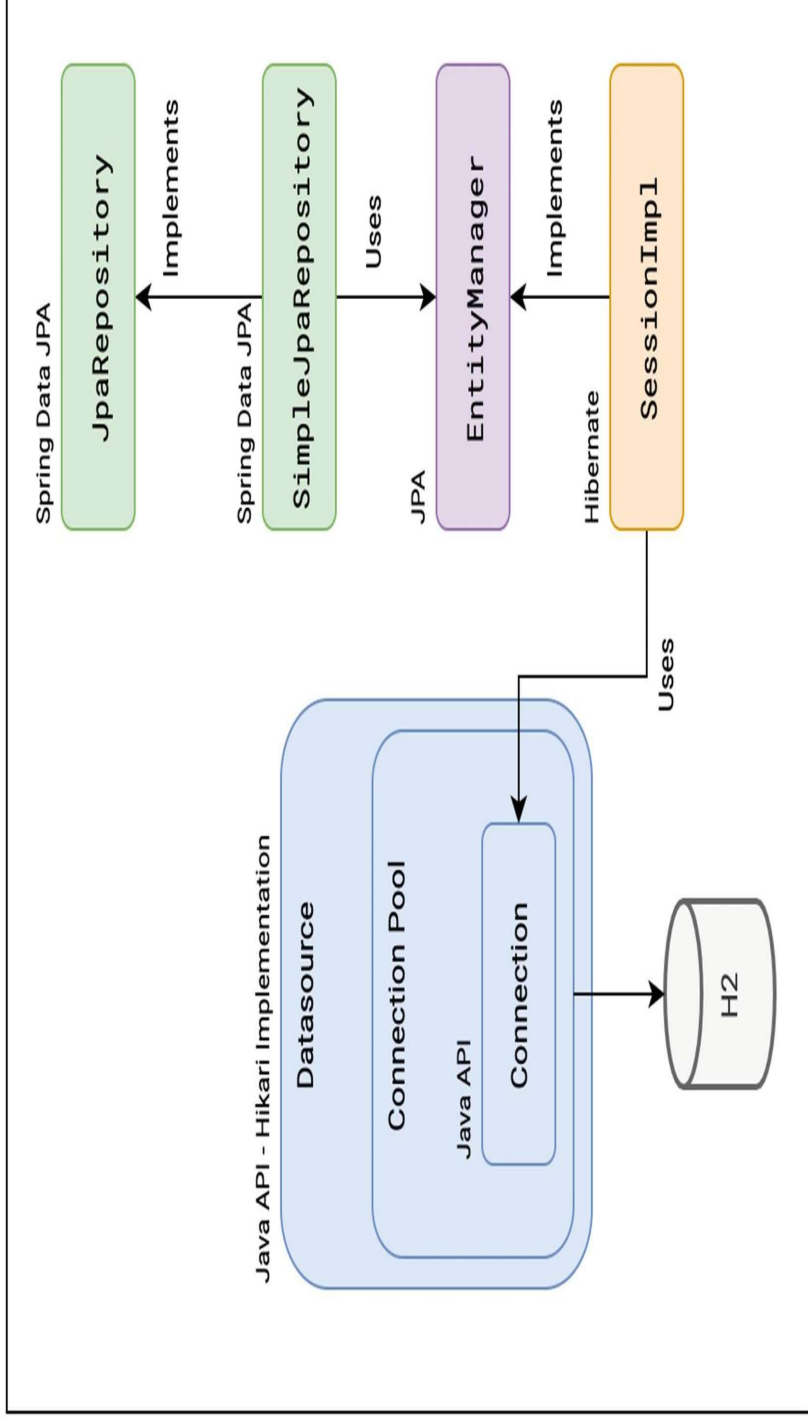 Spring Data JPA
JpaRepository
Implements
Spring Data JPA
SimpleJpaRepository
Uses
JPA
EntityManager
Implements
Hibernate
SessionImpl
Uses
Java API - Hikari Implementation
Datasource
Connection Pool
Java API
Connection
H2